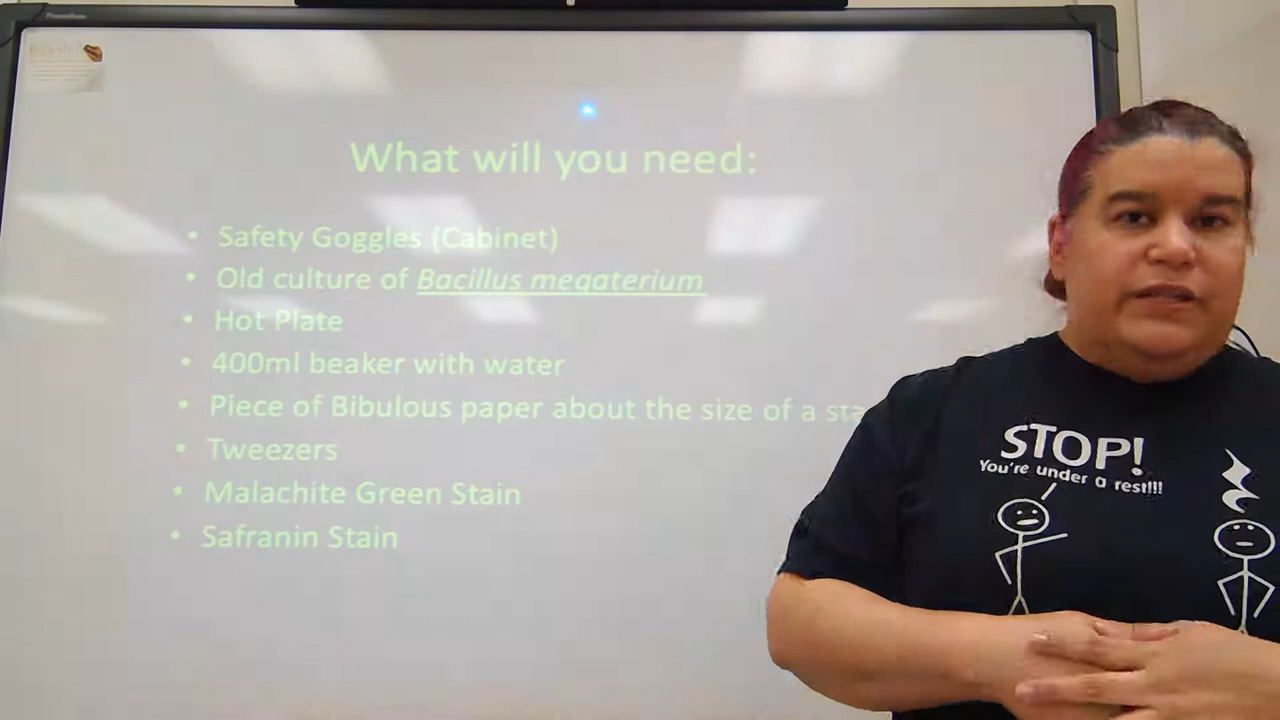 What will you need:
• Safety Goggles (Cabinet)
• Old culture of Bacillus megaterium
• Hot Plate
• 400ml beaker with water
• Piece of Bibulous paper about the size of a
• Tweezers
• Malachite Green Stain
• Safranin Stain
STOP!
You're under a rest!!!